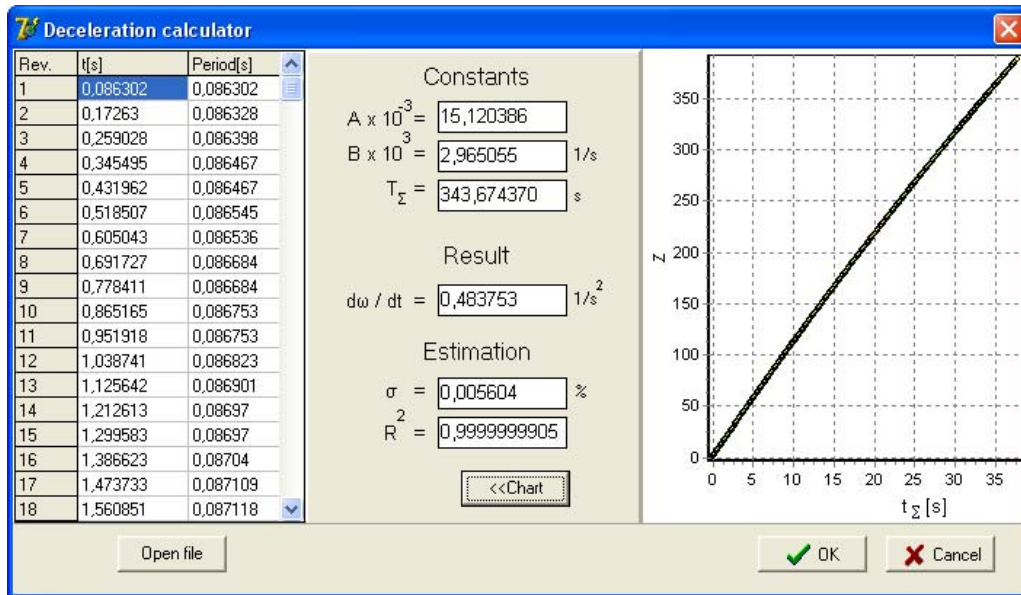 Deceleration calculator
Rev. t[s] Period[s]
1 0,086302 0,086302
2 0,17263 0,086328
3 0,259028 0,086398
4 0,345495 0,086467
5 0,431962 0,086467
6 0,518507 0,086545
7 0,605043 0,086536
8 0,691727 0,086684
9 0,778411 0,086684
10 0,865165 0,086753
11 0,951918 0,086753
12 1,038741 0,086823
13 1,125642 0,086901
14 1,212613 0,08697
15 1,299583 0,08697
16 1,386623 0,08704
17 1,473733 0,087109
18 1,560851 0,087118
Open file
Constants
A x 10⁻³ = 15,120386
B x 10³ = 2,965055 1/s
T_Σ = 343,674370 s
Result
dω / dt = 0,483753 1/s²
Estimation
σ = 0,005604 %
R² = 0,9999999905
<<Chart
350
300
250
200
150
100
50
0
Z
0 5 10 15 20 25 30 35
t_Σ [s]
OK Cancel